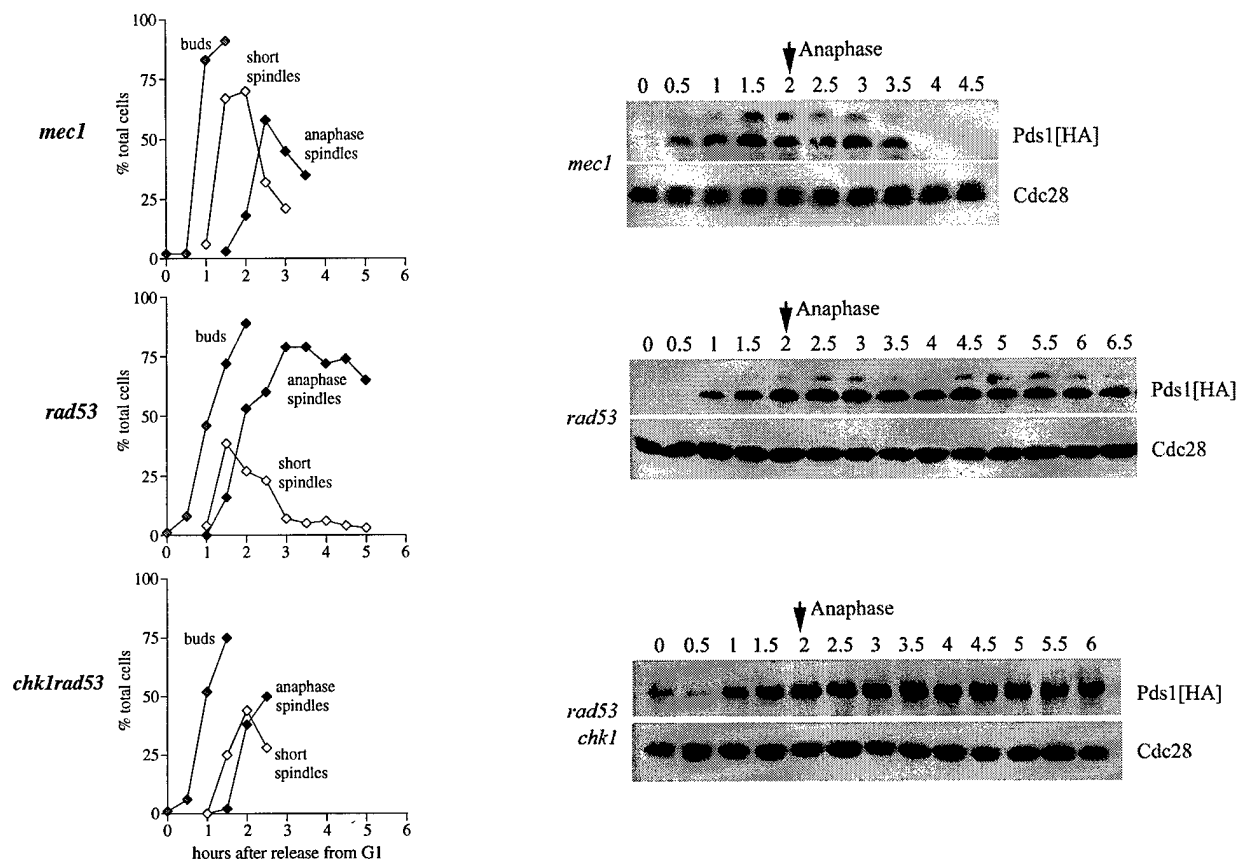 mec1
% total cells
100
75
50
25
0
buds
short
spindles
anaphase
spindles
0 1 2 3 4 5 6
Anaphase
0 0.5 1 1.5 2 2.5 3 3.5 4 4.5
mec1
Pds1[HA]
Cdc28
rad53
% total cells
100
75
50
25
0
buds
anaphase
spindles
short
spindles
0 1 2 3 4 5 6
Anaphase
0 0.5 1 1.5 2 2.5 3 3.5 4 4.5 5 5.5 6 6.5
rad53
Pds1[HA]
Cdc28
chk1rad53
% total cells
100
75
50
25
0
buds
anaphase
spindles
short
spindles
0 1 2 3 4 5 6
hours after release from G1
Anaphase
0 0.5 1 1.5 2 2.5 3 3.5 4 4.5 5 5.5 6
rad53
chk1
Pds1[HA]
Cdc28